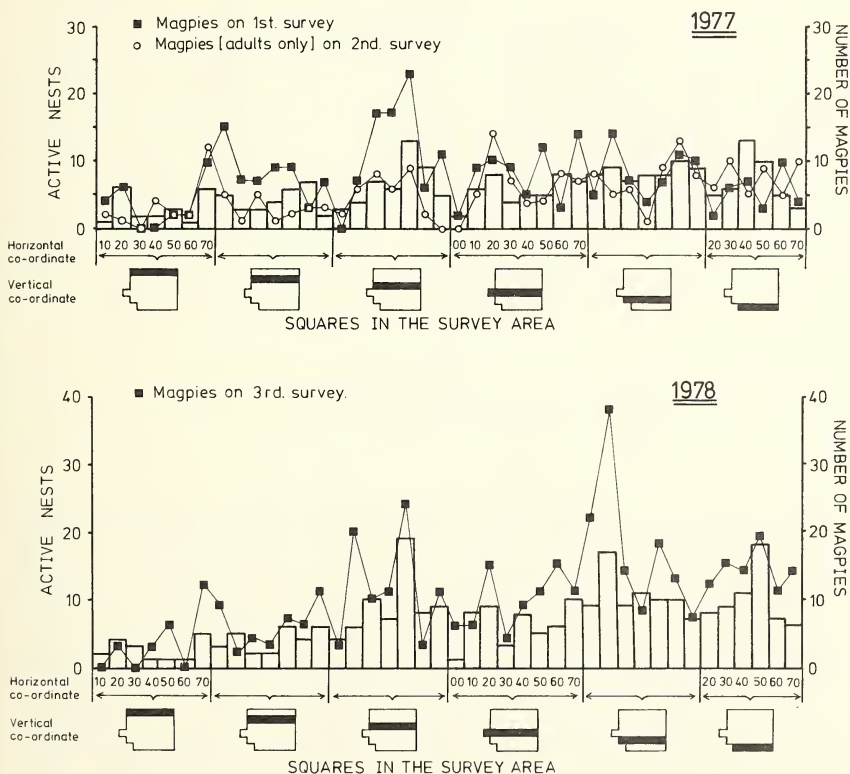 1977
■ Magpies on 1st. survey
○ Magpies [adults only] on 2nd. survey
30
20
10
0
ACTIVE NESTS
30
20
10
0
NUMBER OF MAGPIES
Horizontal co-ordinate
10 20 30 40 50 60 70
00 10 20 30 40 50 60 70
20 30 40 50 60 70
Vertical co-ordinate
SQUARES IN THE SURVEY AREA
1978
■ Magpies on 3rd. survey.
40
30
20
10
0
ACTIVE NESTS
40
30
20
10
0
NUMBER OF MAGPIES
Horizontal co-ordinate
10 20 30 40 50 60 70
00 10 20 30 40 50 60 70
20 30 40 50 60 70
Vertical co-ordinate
SQUARES IN THE SURVEY AREA